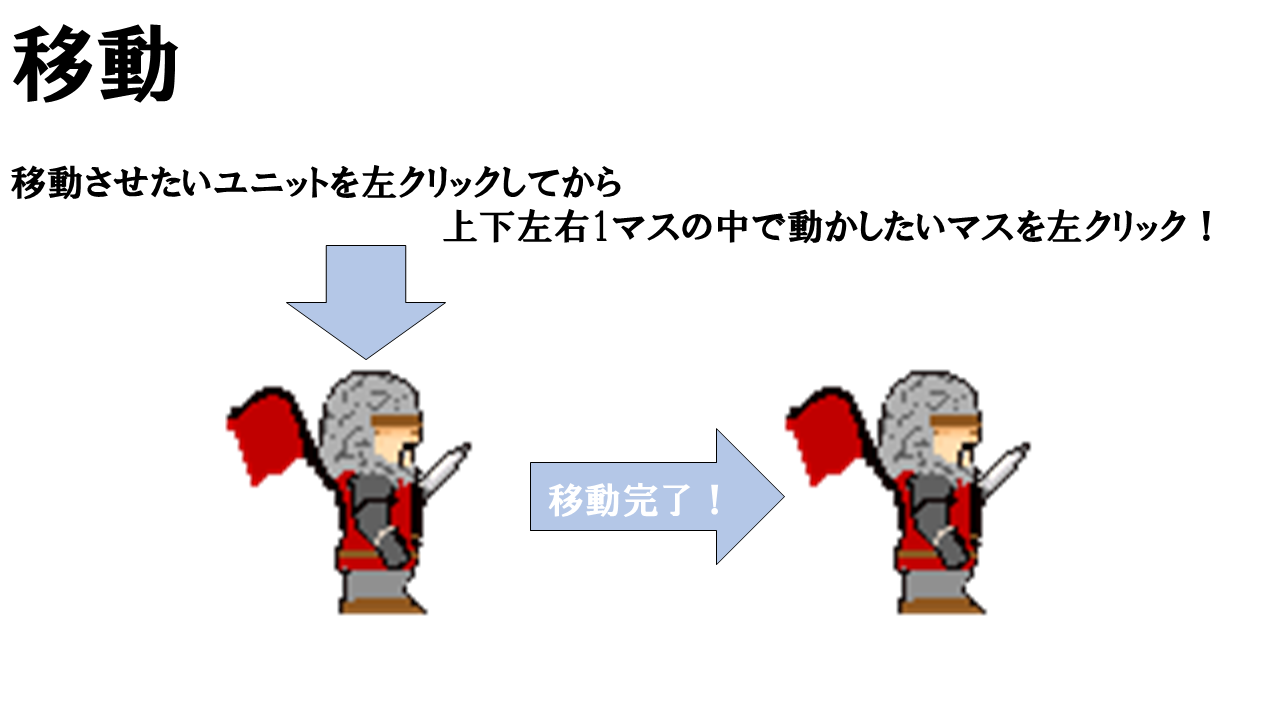 移動
移動させたいユニットを左クリックしてから
上下左右1マスの中で動かしたいマスを左クリック！
移動完了！